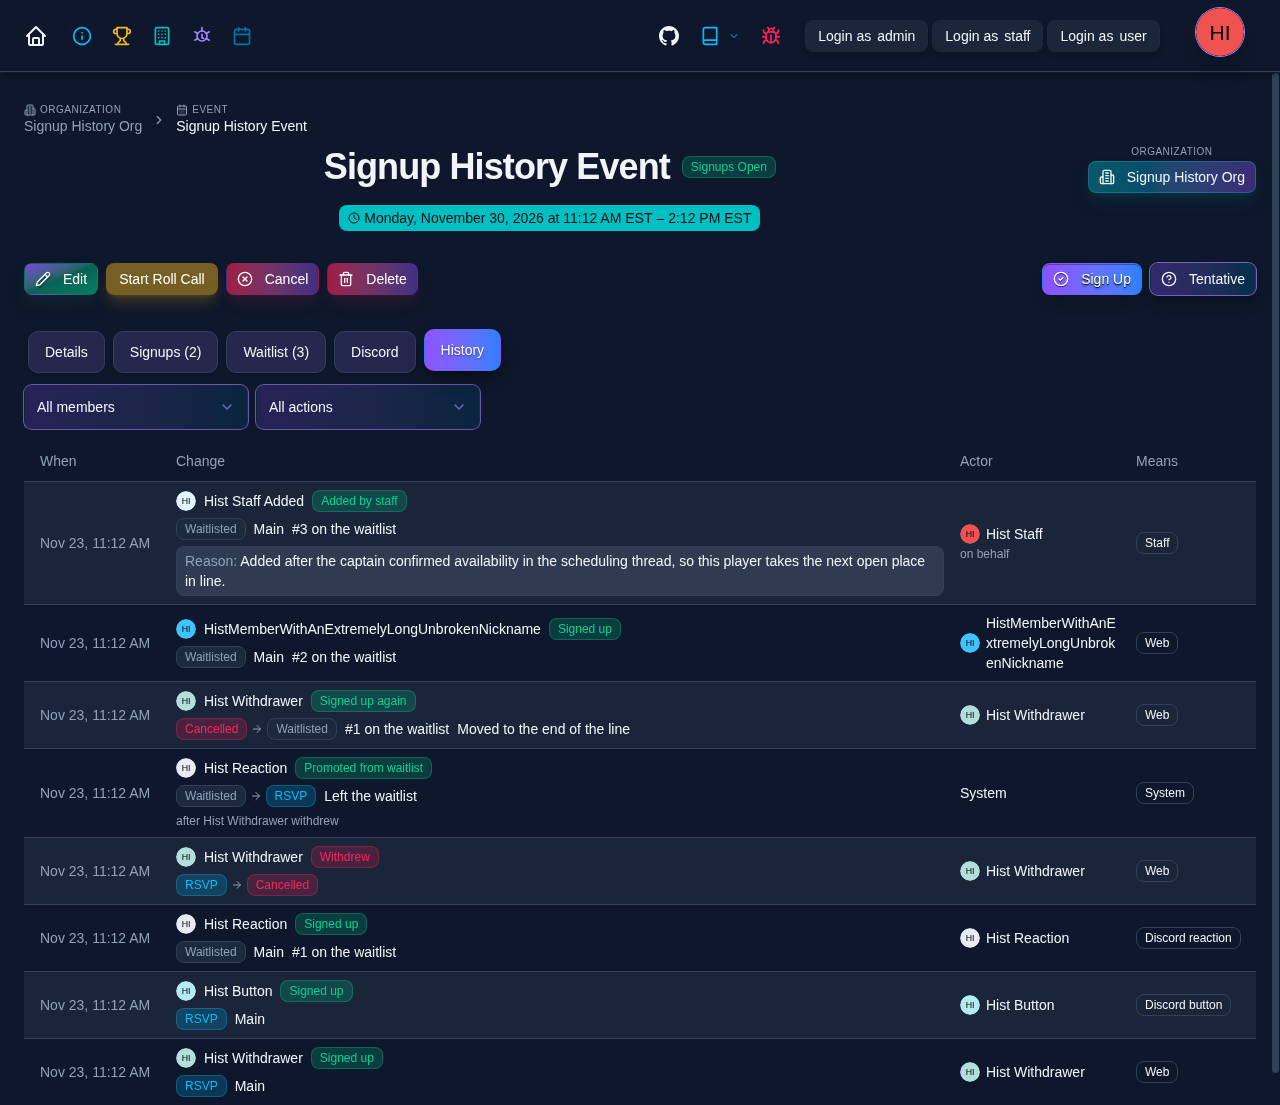 Login as admin
Login as staff
Login as user
HI
ORGANIZATION
Signup History Org
EVENT
Signup History Event
Signup History Event
Signups Open
Monday, November 30, 2026 at 11:12 AM EST – 2:12 PM EST
ORGANIZATION
Signup History Org
Edit
Start Roll Call
Cancel
Delete
Sign Up
Tentative
Details
Signups (2)
Waitlist (3)
Discord
History
All members
All actions
When
Change
Actor
Means
Nov 23, 11:12 AM
HI Hist Staff Added Added by staff
Waitlisted Main #3 on the waitlist
Reason: Added after the captain confirmed availability in the scheduling thread, so this player takes the next open place
in line.
HI Hist Staff
on behalf
Staff
Nov 23, 11:12 AM
HI HistMemberWithAnExtremelyLongUnbrokenNickname Signed up
Waitlisted Main #2 on the waitlist
HI
HistMemberWithAnE
xtremelyLongUnbrok
enNickname
Web
Nov 23, 11:12 AM
HI Hist Withdrawer Signed up again
Cancelled Waitlisted #1 on the waitlist Moved to the end of the line
HI Hist Withdrawer
Web
Nov 23, 11:12 AM
HI Hist Reaction Promoted from waitlist
Waitlisted RSVP Left the waitlist
after Hist Withdrawer withdrew
System
System
Nov 23, 11:12 AM
HI Hist Withdrawer Withdrew
RSVP Cancelled
HI Hist Withdrawer
Web
Nov 23, 11:12 AM
HI Hist Reaction Signed up
Waitlisted Main #1 on the waitlist
HI Hist Reaction
Discord reaction
Nov 23, 11:12 AM
HI Hist Button Signed up
RSVP Main
HI Hist Button
Discord button
Nov 23, 11:12 AM
HI Hist Withdrawer Signed up
RSVP Main
HI Hist Withdrawer
Web